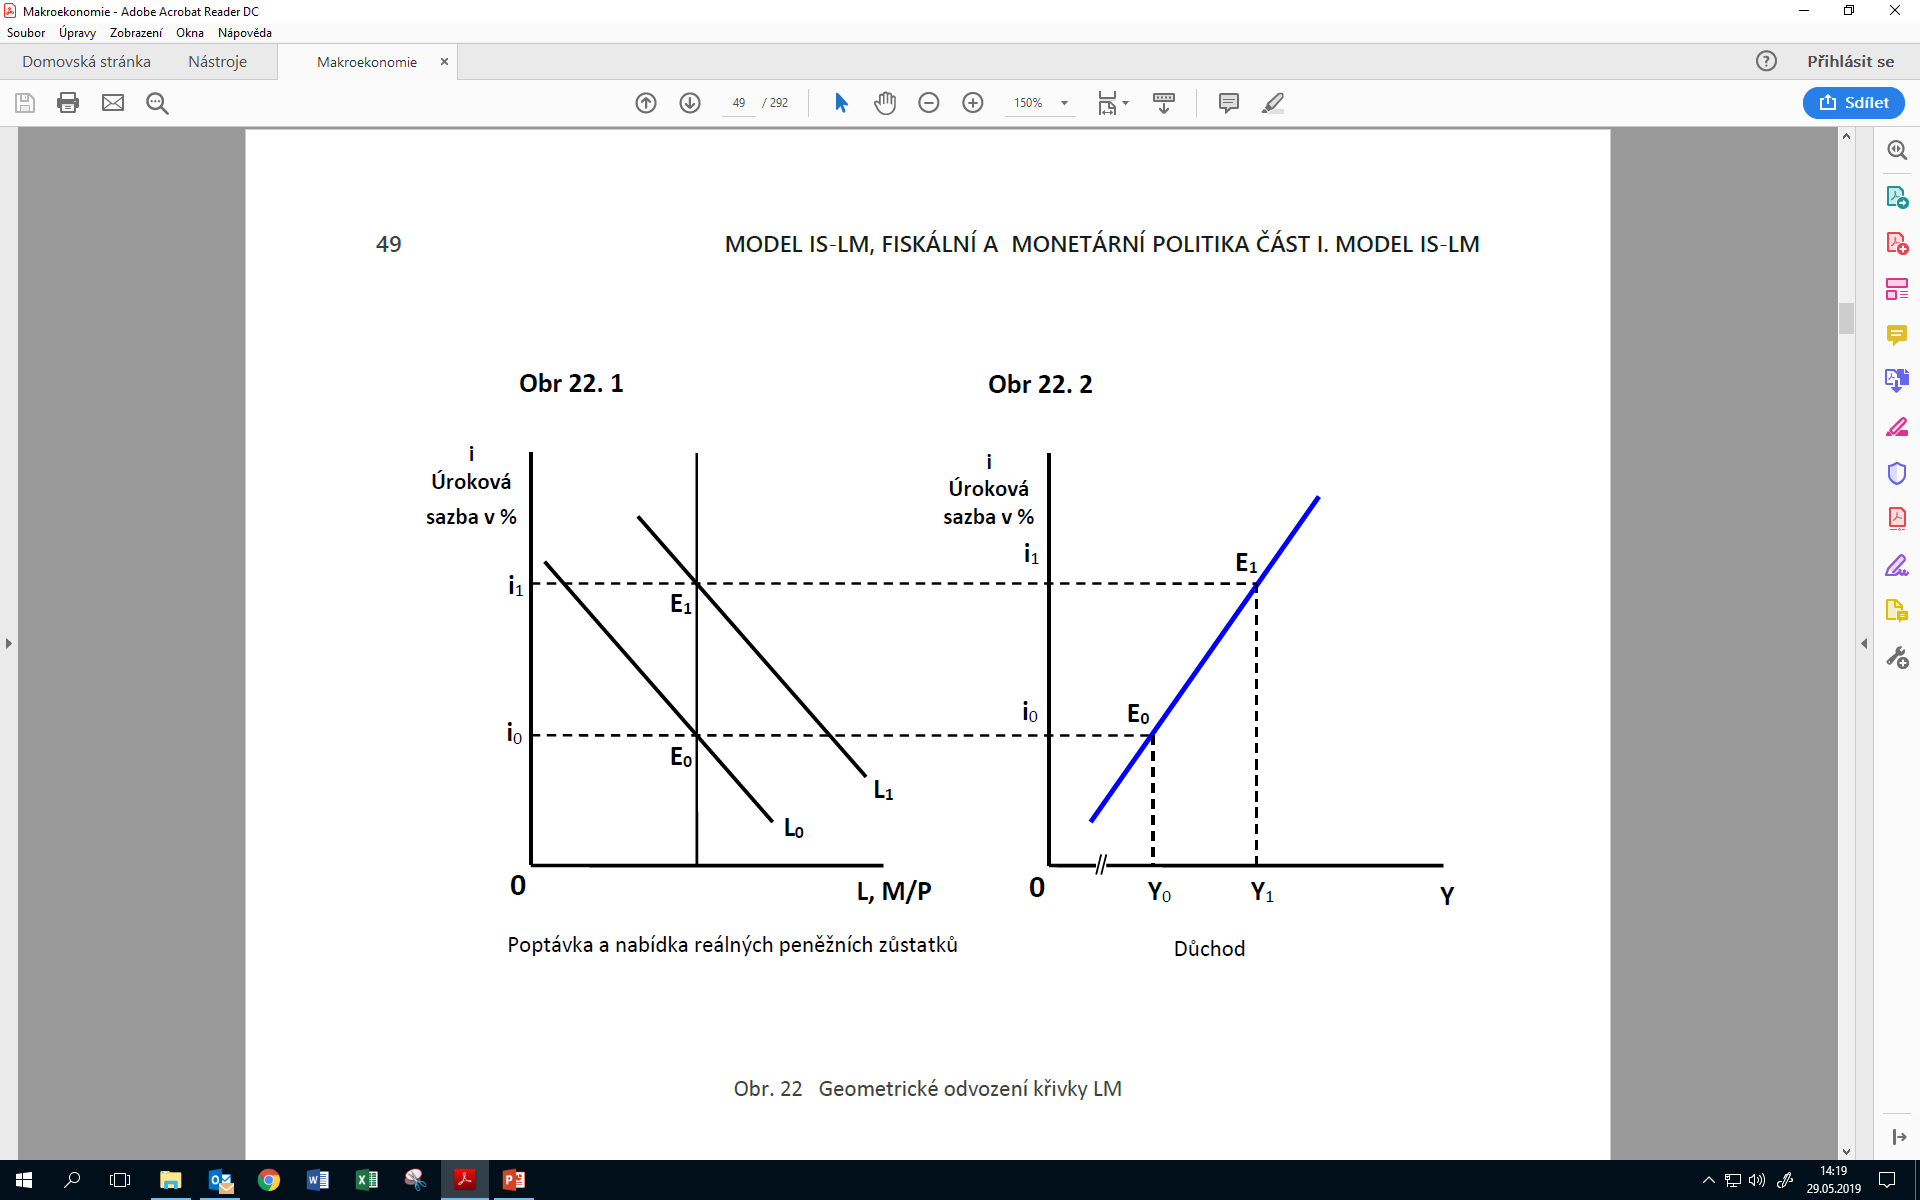 Makroekonomie - Adobe Acrobat Reader DC
Soubor Úpravy Zobrazení Okna Nápověda
Domovská stránka Nástroje Makroekonomie × Přihlásit se
49 / 292 150% Sdílet
49 MODEL IS-LM, FISKÁLNÍ A MONETÁRNÍ POLITIKA ČÁST I. MODEL IS-LM
Obr 22. 1
i
Úroková
sazba v %
i₁
E₁
i₀
E₀
L₁
L₀
0
L, M/P
Poptávka a nabídka reálných peněžních zůstatků
Obr 22. 2
i
Úroková
sazba v %
i₁
E₁
i₀
E₀
0
Y₀
Y₁
Y
Důchod
Obr. 22 Geometrické odvození křivky LM
14:19
29.05.2019